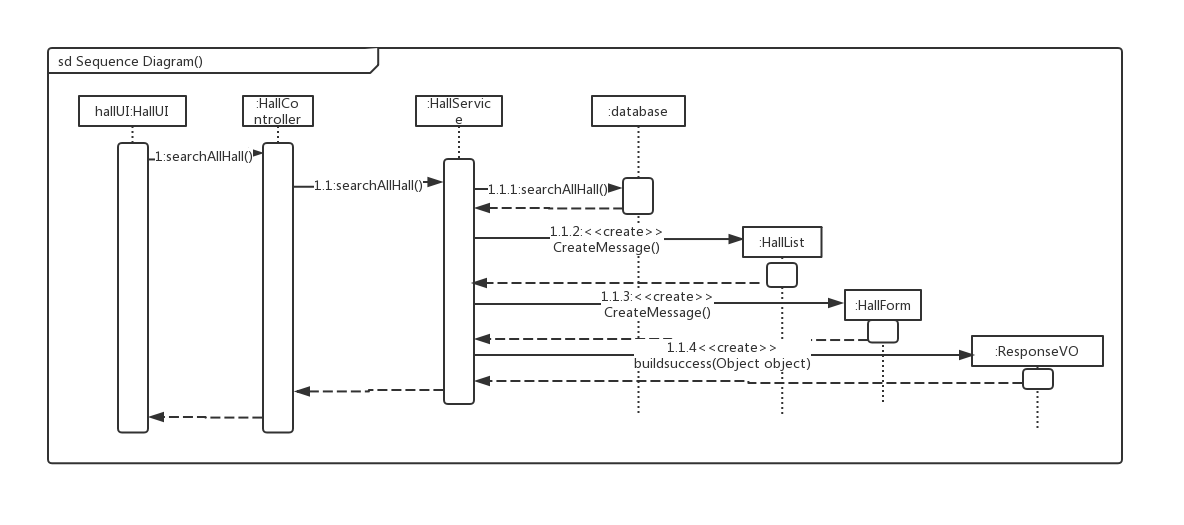 sd Sequence Diagram()
hallUI:HallUI
:HallCo
ntroller
:HallServic
e
:database
1:searchAllHall()
1.1:searchAllHall()
1.1.1:searchAllHall()
1.1.2:<<create>>
CreateMessage()
:HallList
1.1.3:<<create>>
CreateMessage()
:HallForm
1.1.4<<create>>
buildsuccess(Object object)
:ResponseVO